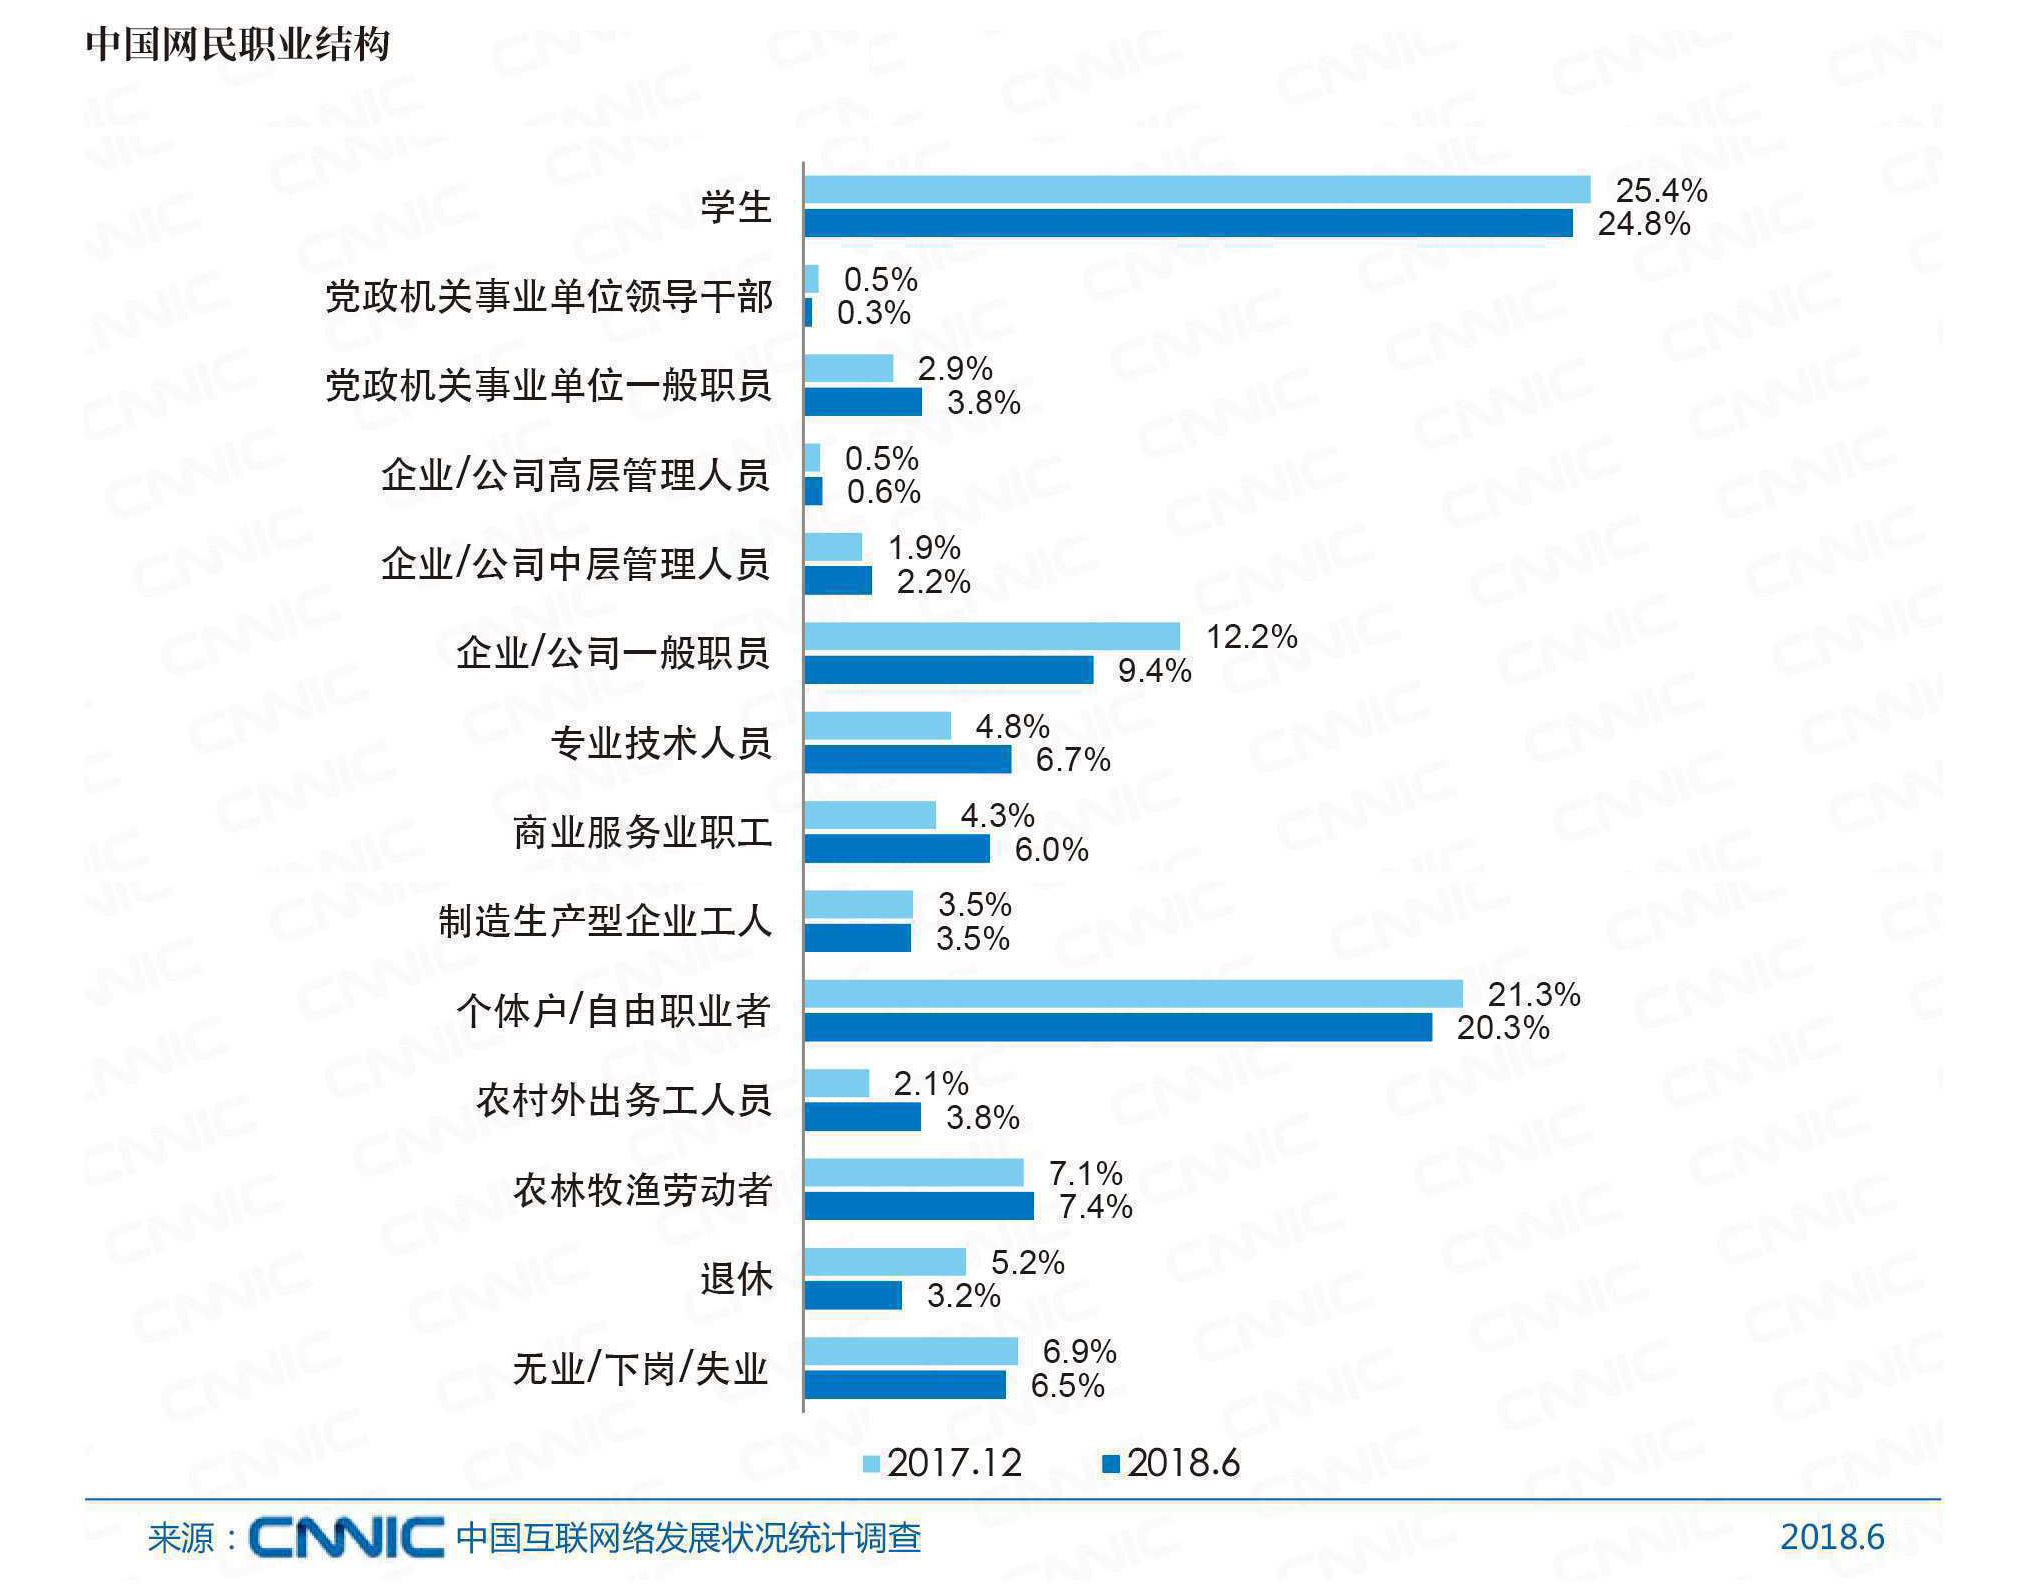 中国网民职业结构
学生
25.4%
24.8%
党政机关事业单位领导干部
0.5%
0.3%
党政机关事业单位一般职员
2.9%
3.8%
企业/公司高层管理人员
0.5%
0.6%
企业/公司中层管理人员
1.9%
2.2%
企业/公司一般职员
12.2%
9.4%
专业技术人员
4.8%
6.7%
商业服务业职工
4.3%
6.0%
制造生产型企业工人
3.5%
3.5%
个体户/自由职业者
21.3%
20.3%
农村外出务工人员
2.1%
3.8%
农林牧渔劳动者
7.1%
7.4%
退休
5.2%
3.2%
无业/下岗/失业
6.9%
6.5%
2017.12 2018.6
来源：CNNIC 中国互联网络发展状况统计调查 2018.6